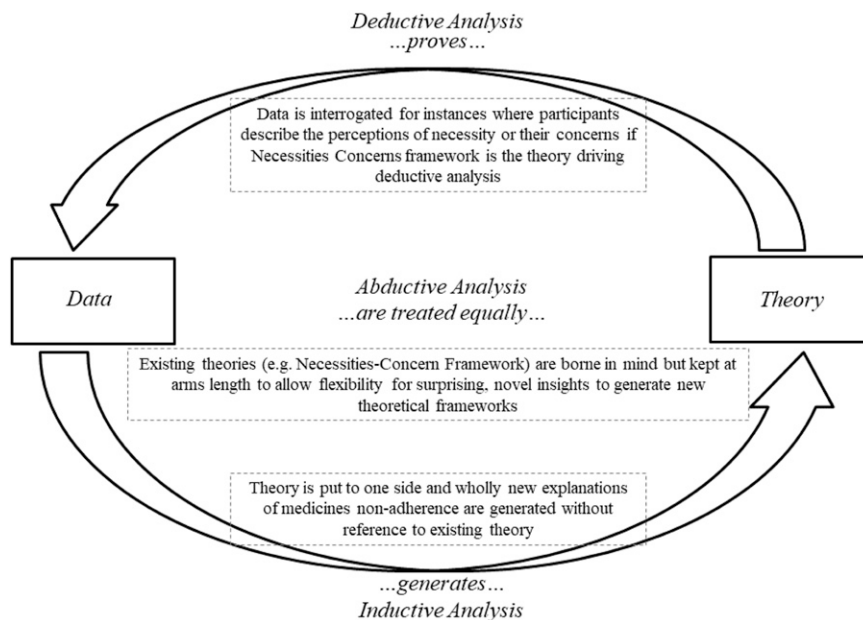 Deductive Analysis
…proves…
Data is interrogated for instances where participants
describe the perceptions of necessity or their concerns if
Necessities Concerns framework is the theory driving
deductive analysis
Data
Abductive Analysis
…are treated equally…
Theory
Existing theories (e.g. Necessities-Concern Framework) are borne in mind but kept at
arms length to allow flexibility for surprising, novel insights to generate new
theoretical frameworks
Theory is put to one side and wholly new explanations
of medicines non-adherence are generated without
reference to existing theory
…generates…
Inductive Analysis